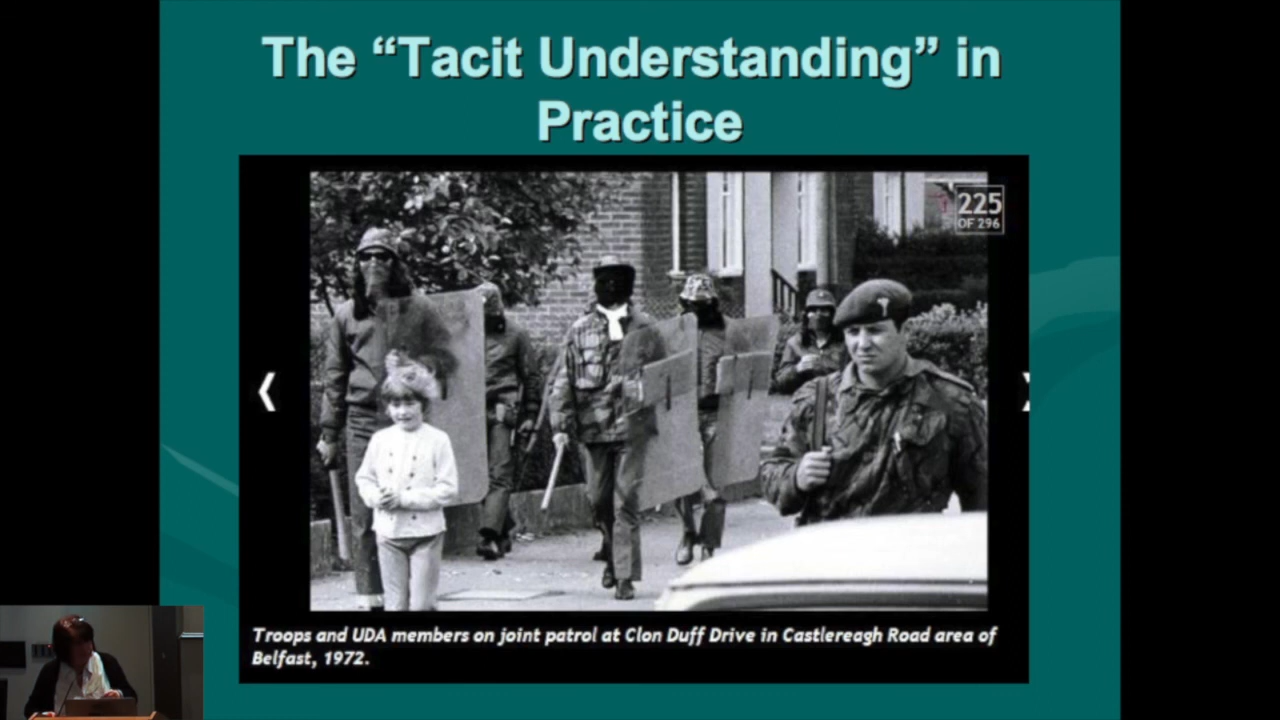 The “Tacit Understanding” in
Practice
225
OF 296
Troops and UDA members on joint patrol at Clon Duff Drive in Castlereagh Road area of
Belfast, 1972.